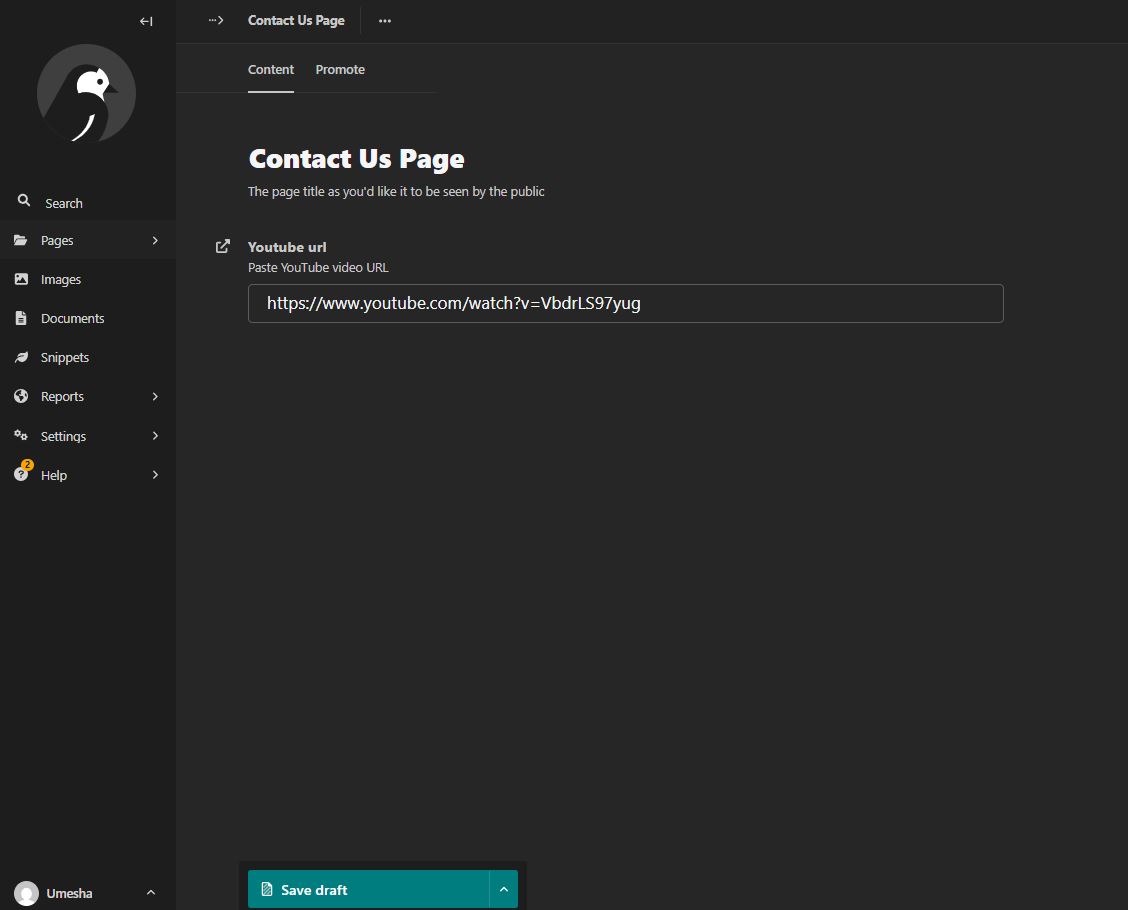 Contact Us Page
Content
Promote
Search
Pages
Images
Documents
Snippets
Reports
Settings
2
?
Help
Contact Us Page
The page title as you'd like it to be seen by the public
Youtube url
Paste YouTube video URL
https://www.youtube.com/watch?v=VbdrLS97yug
Umesha
Save draft